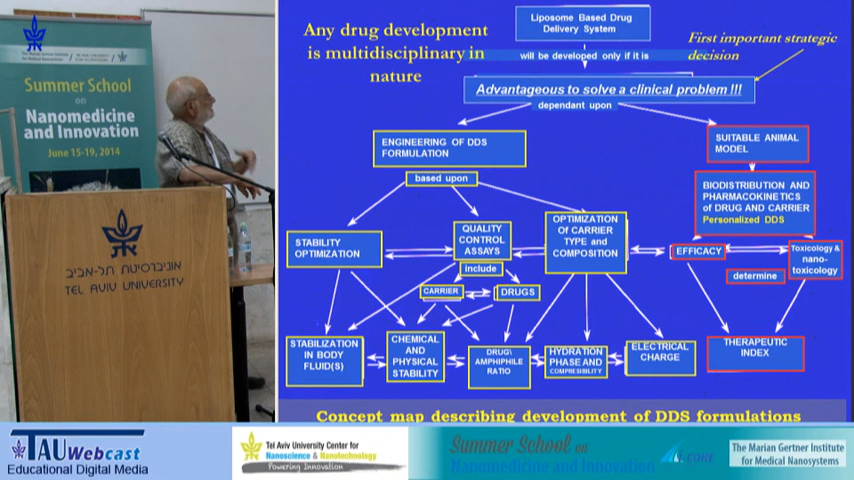 Summer School
on
Nanomedicine
and Innovation
June 15-19, 2014
אוניברסיטת תל-אביב
TEL AVIV UNIVERSITY
Any drug development
is multidisciplinary in
nature
Liposome Based Drug
Delivery System
will be developed only if it is
First important strategic
decision
Advantageous to solve a clinical problem !!!
dependant upon
ENGINEERING OF DDS
FORMULATION
SUITABLE ANIMAL
MODEL
based upon
BIODISTRIBUTION AND
PHARMACOKINETICS
of DRUG and CARRIER
Personalized DDS
STABILITY
OPTIMIZATION
QUALITY
CONTROL
ASSAYS
OPTIMIZATION
OF CARRIER
TYPE and
COMPOSITION
EFFICACY
Toxicology &
nano-
toxicology
include
determine
CARRIER
DRUGS
STABILIZATION
IN BODY
FLUID(S)
CHEMICAL
AND
PHYSICAL
STABILITY
DRUG\
AMPHIPHILE
RATIO
HYDRATION
PHASE AND
COMPRESIBILITY
ELECTRICAL
CHARGE
THERAPEUTIC
INDEX
Concept map describing development of DDS formulations
TAU Webcast
Educational Digital Media
Tel Aviv University Center for
Nanoscience & Nanotechnology
Powering Innovation
Summer School on
Nanomedicine and Innovation
The Marian Gertner Institute
for Medical Nanosystems